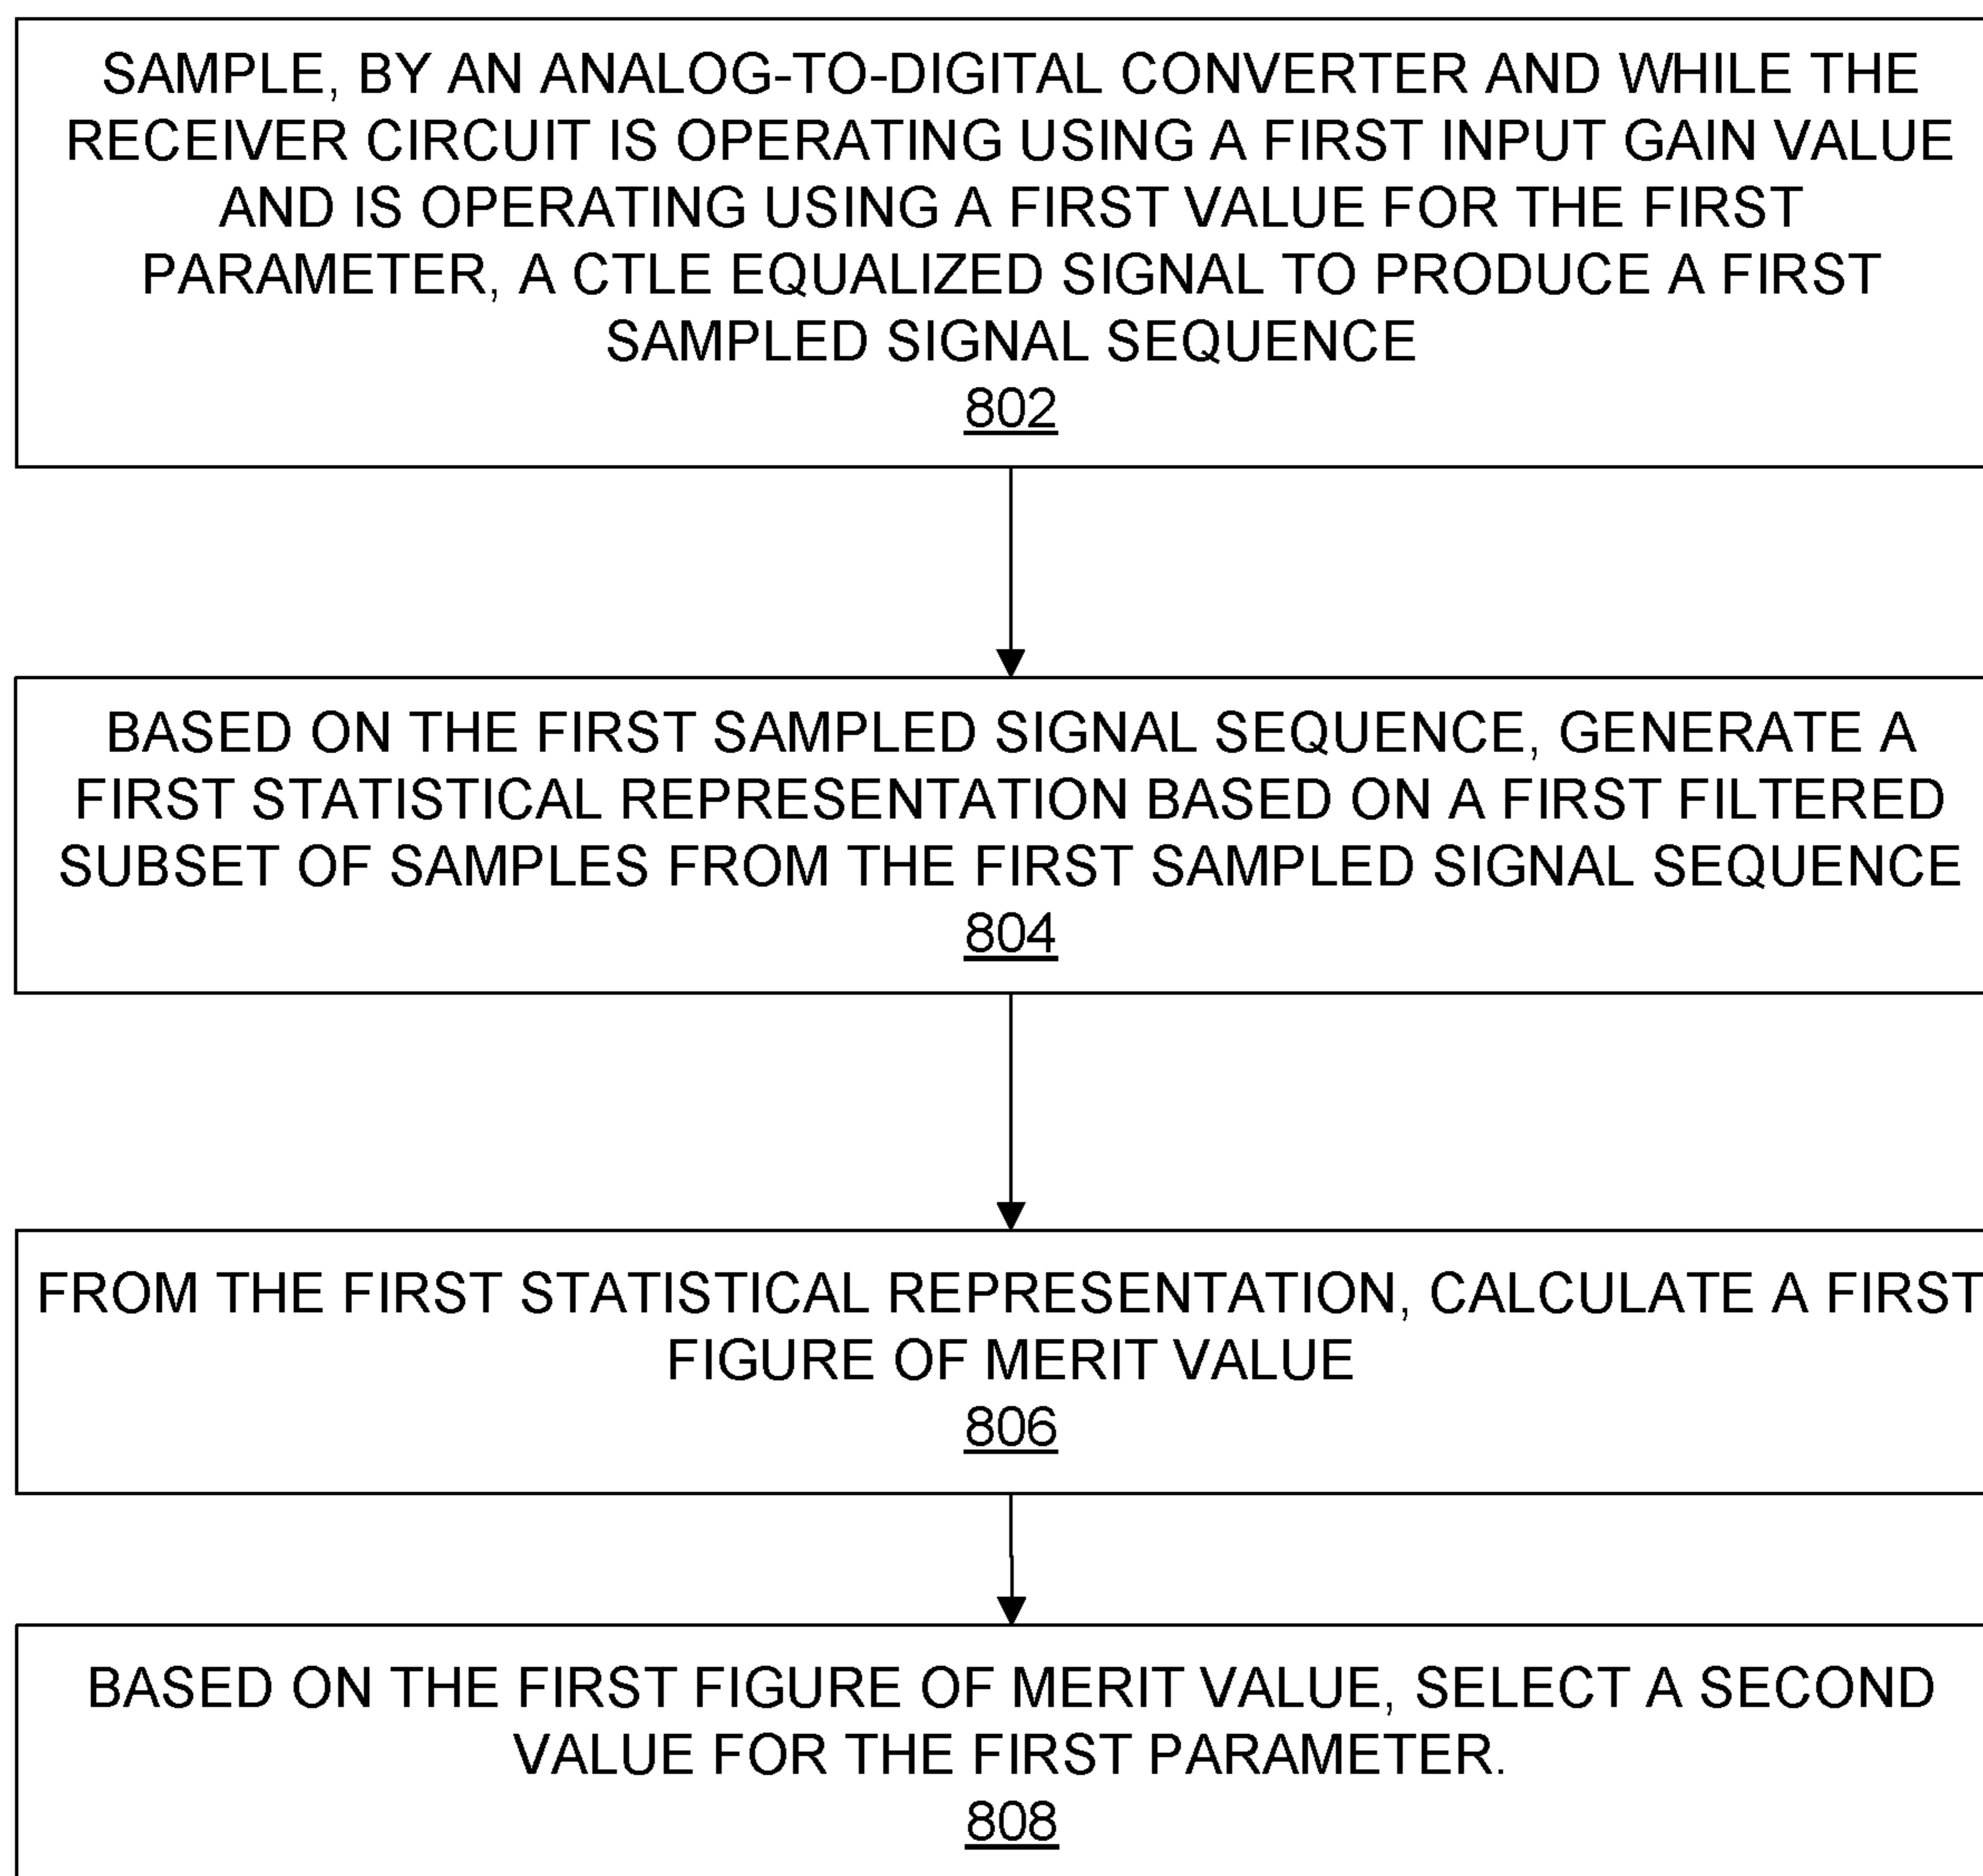 SAMPLE, BY AN ANALOG-TO-DIGITAL CONVERTER AND WHILE THE
RECEIVER CIRCUIT IS OPERATING USING A FIRST INPUT GAIN VALUE
AND IS OPERATING USING A FIRST VALUE FOR THE FIRST
PARAMETER, A CTLE EQUALIZED SIGNAL TO PRODUCE A FIRST
SAMPLED SIGNAL SEQUENCE
802
BASED ON THE FIRST SAMPLED SIGNAL SEQUENCE, GENERATE A
FIRST STATISTICAL REPRESENTATION BASED ON A FIRST FILTERED
SUBSET OF SAMPLES FROM THE FIRST SAMPLED SIGNAL SEQUENCE
804
FROM THE FIRST STATISTICAL REPRESENTATION, CALCULATE A FIRST
FIGURE OF MERIT VALUE
806
BASED ON THE FIRST FIGURE OF MERIT VALUE, SELECT A SECOND
VALUE FOR THE FIRST PARAMETER.
808